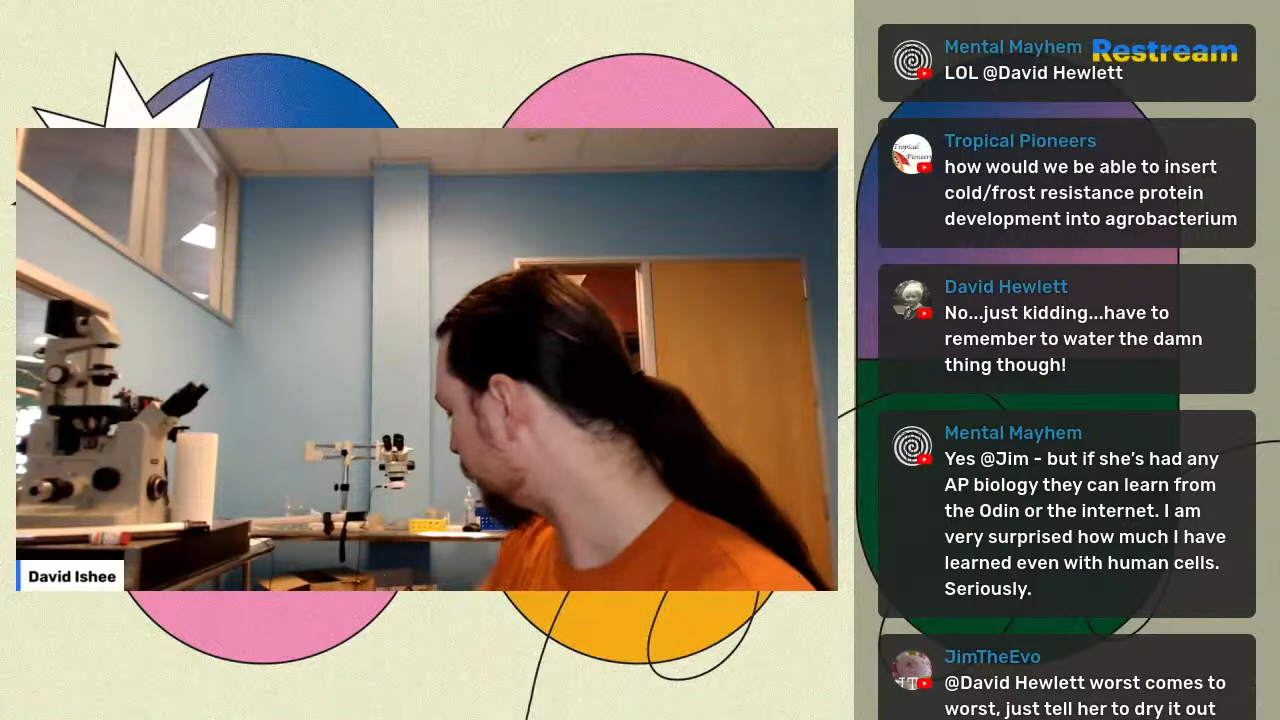 Mental Mayhem
Restream
LOL @David Hewlett
Tropical Pioneers
how would we be able to insert
cold/frost resistance protein
development into agrobacterium
David Hewlett
No...just kidding...have to
remember to water the damn
thing though!
Mental Mayhem
Yes @Jim - but if she’s had any
AP biology they can learn from
the Odin or the internet. I am
very surprised how much I have
learned even with human cells.
Seriously.
JimTheEvo
@David Hewlett worst comes to
worst, just tell her to dry it out
David Ishee